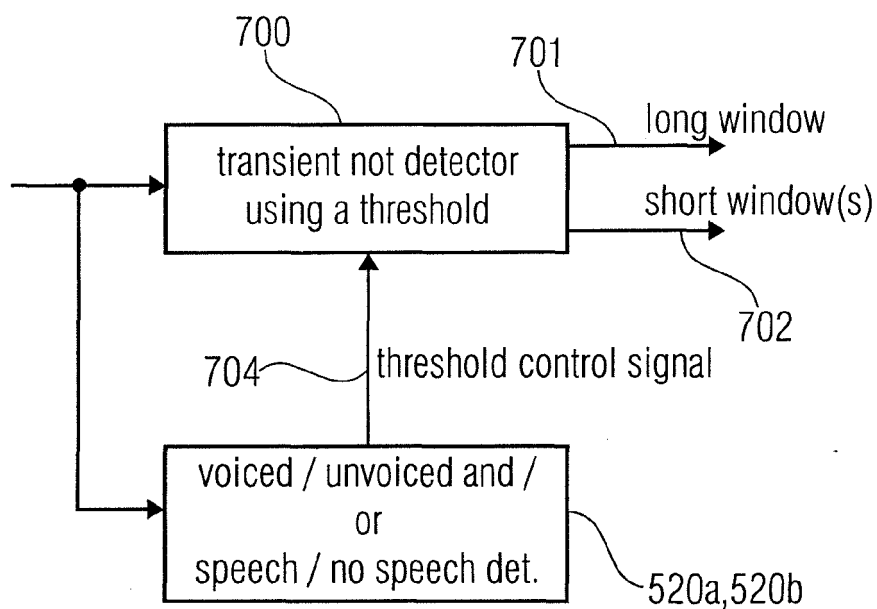 700
701
long window
transient not detector
using a threshold
short window(s)
702
704
threshold control signal
voiced / unvoiced and /
or
speech / no speech det.
520a,520b